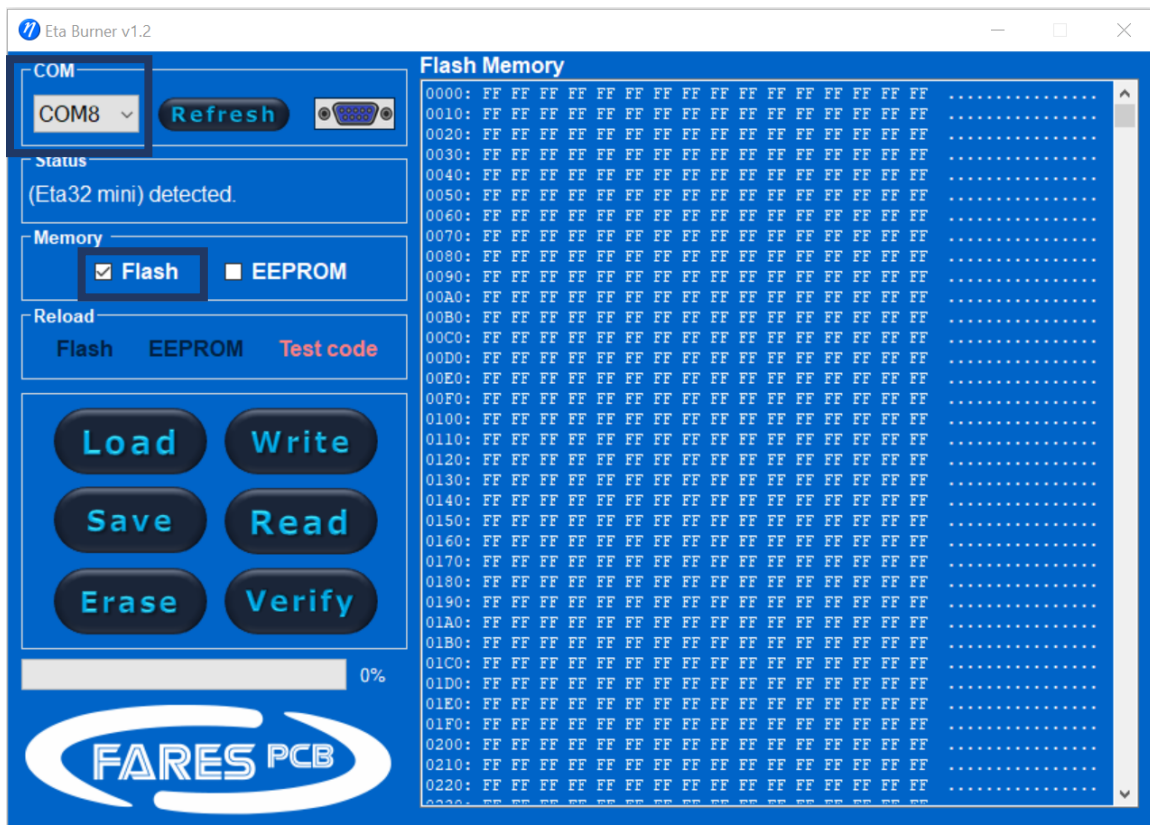 Eta Burner v1.2
COM
COM8
Refresh
Status
(Eta32 mini) detected.
Memory
Flash
EEPROM
Reload
Flash EEPROM Test code
Load Write
Save Read
Erase Verify
0%
FARES PCB
Flash Memory
0000: FF FF FF FF FF FF FF FF FF FF FF FF FF FF FF FF ................
0010: FF FF FF FF FF FF FF FF FF FF FF FF FF FF FF FF ................
0020: FF FF FF FF FF FF FF FF FF FF FF FF FF FF FF FF ................
0030: FF FF FF FF FF FF FF FF FF FF FF FF FF FF FF FF ................
0040: FF FF FF FF FF FF FF FF FF FF FF FF FF FF FF FF ................
0050: FF FF FF FF FF FF FF FF FF FF FF FF FF FF FF FF ................
0060: FF FF FF FF FF FF FF FF FF FF FF FF FF FF FF FF ................
0070: FF FF FF FF FF FF FF FF FF FF FF FF FF FF FF FF ................
0080: FF FF FF FF FF FF FF FF FF FF FF FF FF FF FF FF ................
0090: FF FF FF FF FF FF FF FF FF FF FF FF FF FF FF FF ................
00A0: FF FF FF FF FF FF FF FF FF FF FF FF FF FF FF FF ................
00B0: FF FF FF FF FF FF FF FF FF FF FF FF FF FF FF FF ................
00C0: FF FF FF FF FF FF FF FF FF FF FF FF FF FF FF FF ................
00D0: FF FF FF FF FF FF FF FF FF FF FF FF FF FF FF FF ................
00E0: FF FF FF FF FF FF FF FF FF FF FF FF FF FF FF FF ................
00F0: FF FF FF FF FF FF FF FF FF FF FF FF FF FF FF FF ................
0100: FF FF FF FF FF FF FF FF FF FF FF FF FF FF FF FF ................
0110: FF FF FF FF FF FF FF FF FF FF FF FF FF FF FF FF ................
0120: FF FF FF FF FF FF FF FF FF FF FF FF FF FF FF FF ................
0130: FF FF FF FF FF FF FF FF FF FF FF FF FF FF FF FF ................
0140: FF FF FF FF FF FF FF FF FF FF FF FF FF FF FF FF ................
0150: FF FF FF FF FF FF FF FF FF FF FF FF FF FF FF FF ................
0160: FF FF FF FF FF FF FF FF FF FF FF FF FF FF FF FF ................
0170: FF FF FF FF FF FF FF FF FF FF FF FF FF FF FF FF ................
0180: FF FF FF FF FF FF FF FF FF FF FF FF FF FF FF FF ................
0190: FF FF FF FF FF FF FF FF FF FF FF FF FF FF FF FF ................
01A0: FF FF FF FF FF FF FF FF FF FF FF FF FF FF FF FF ................
01B0: FF FF FF FF FF FF FF FF FF FF FF FF FF FF FF FF ................
01C0: FF FF FF FF FF FF FF FF FF FF FF FF FF FF FF FF ................
01D0: FF FF FF FF FF FF FF FF FF FF FF FF FF FF FF FF ................
01E0: FF FF FF FF FF FF FF FF FF FF FF FF FF FF FF FF ................
01F0: FF FF FF FF FF FF FF FF FF FF FF FF FF FF FF FF ................
0200: FF FF FF FF FF FF FF FF FF FF FF FF FF FF FF FF ................
0210: FF FF FF FF FF FF FF FF FF FF FF FF FF FF FF FF ................
0220: FF FF FF FF FF FF FF FF FF FF FF FF FF FF FF FF ................